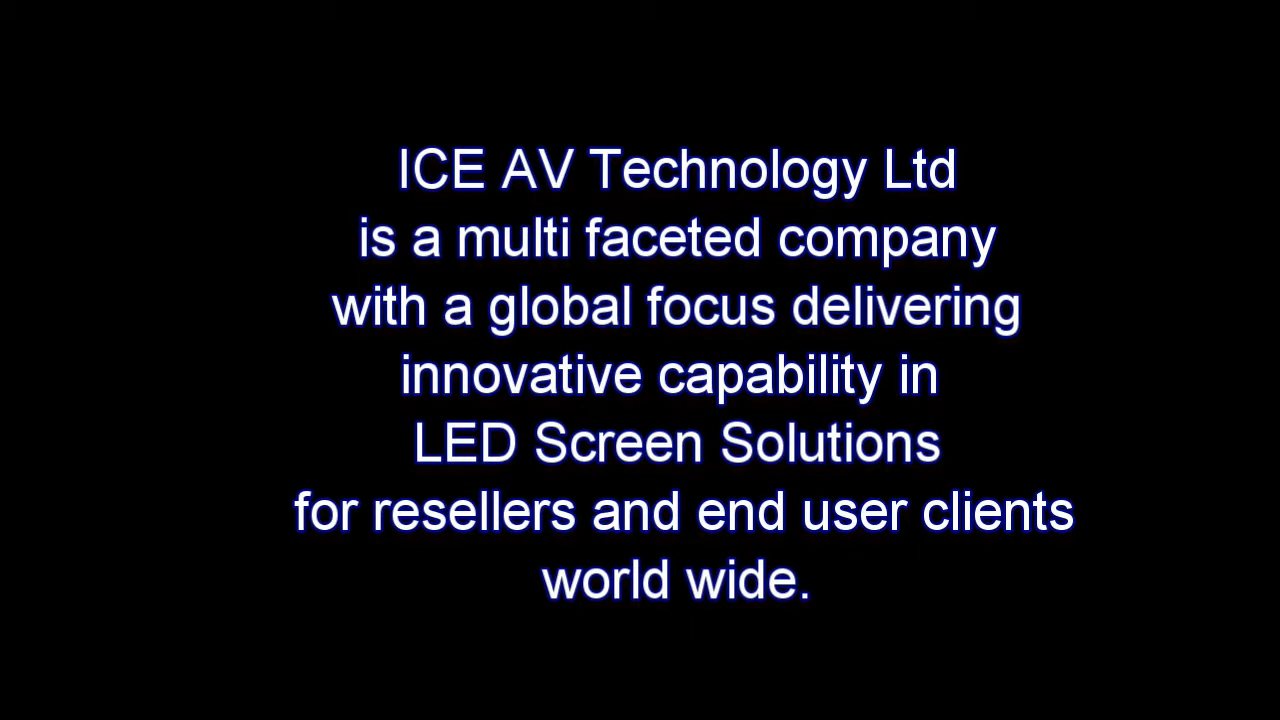 ICE AV Technology Ltd
is a multi faceted company
with a global focus delivering
innovative capability in
LED Screen Solutions
for resellers and end user clients
world wide.